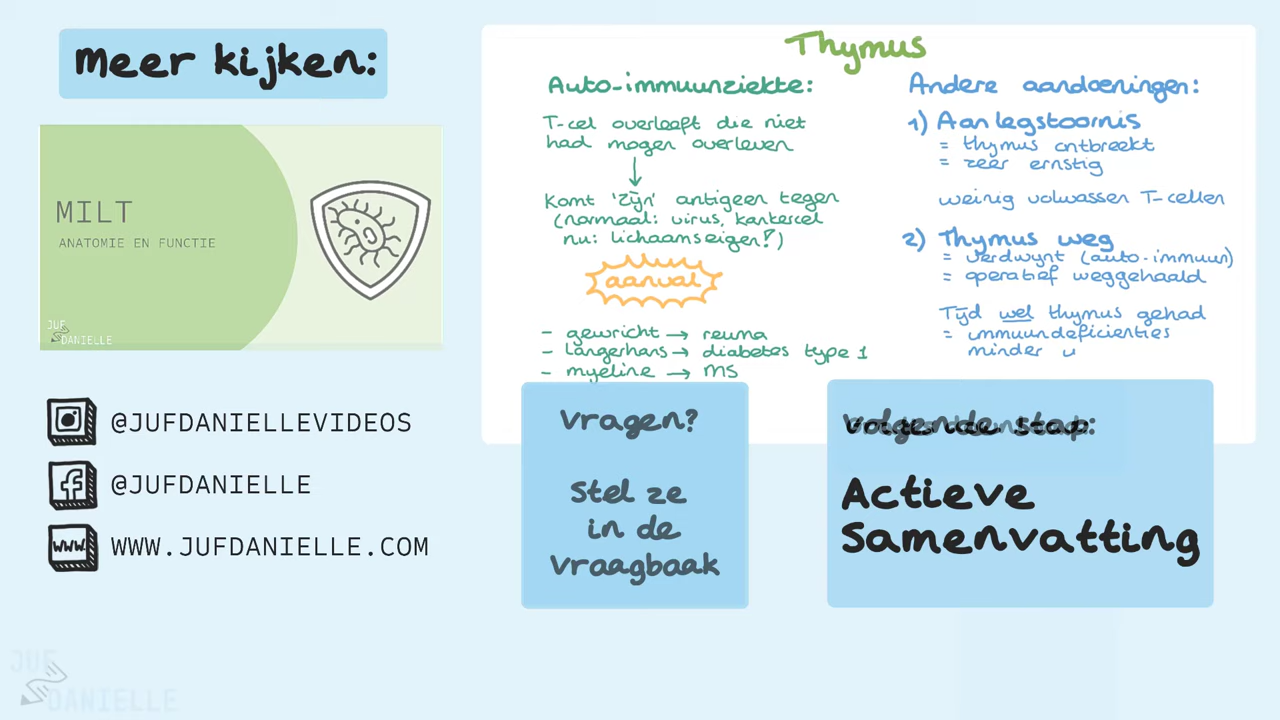 Meer kijken:
MILT
ANATOMIE EN FUNCTIE
JUF
DANIELLE
@JUFDANIELLEVIDEOS
@JUFDANIELLE
WWW.JUFDANIELLE.COM
Thymus
Auto-immuunziekte:
T-cel overleeft die niet
had mogen overleven
Komt 'zijn' antigeen tegen
(normaal: virus, kankercel
nu: lichaamseigen!)
aanval
- gewricht → reuma
- langerhans → diabetes type 1
- myeline → MS
Andere aandoeningen:
1) Aanlegstoornis
= thymus ontbreekt
= zeer ernstig
weinig volwassen T-cellen
2) Thymus weg
= verdwijnt (auto-immuun)
= operatief weggehaald
Tijd wel thymus gehad
= immuundeficienties
minder
Vragen?
Stel ze
in de
vraagbaak
Volgende stap:
Actieve
Samenvatting
JUF
DANIELLE